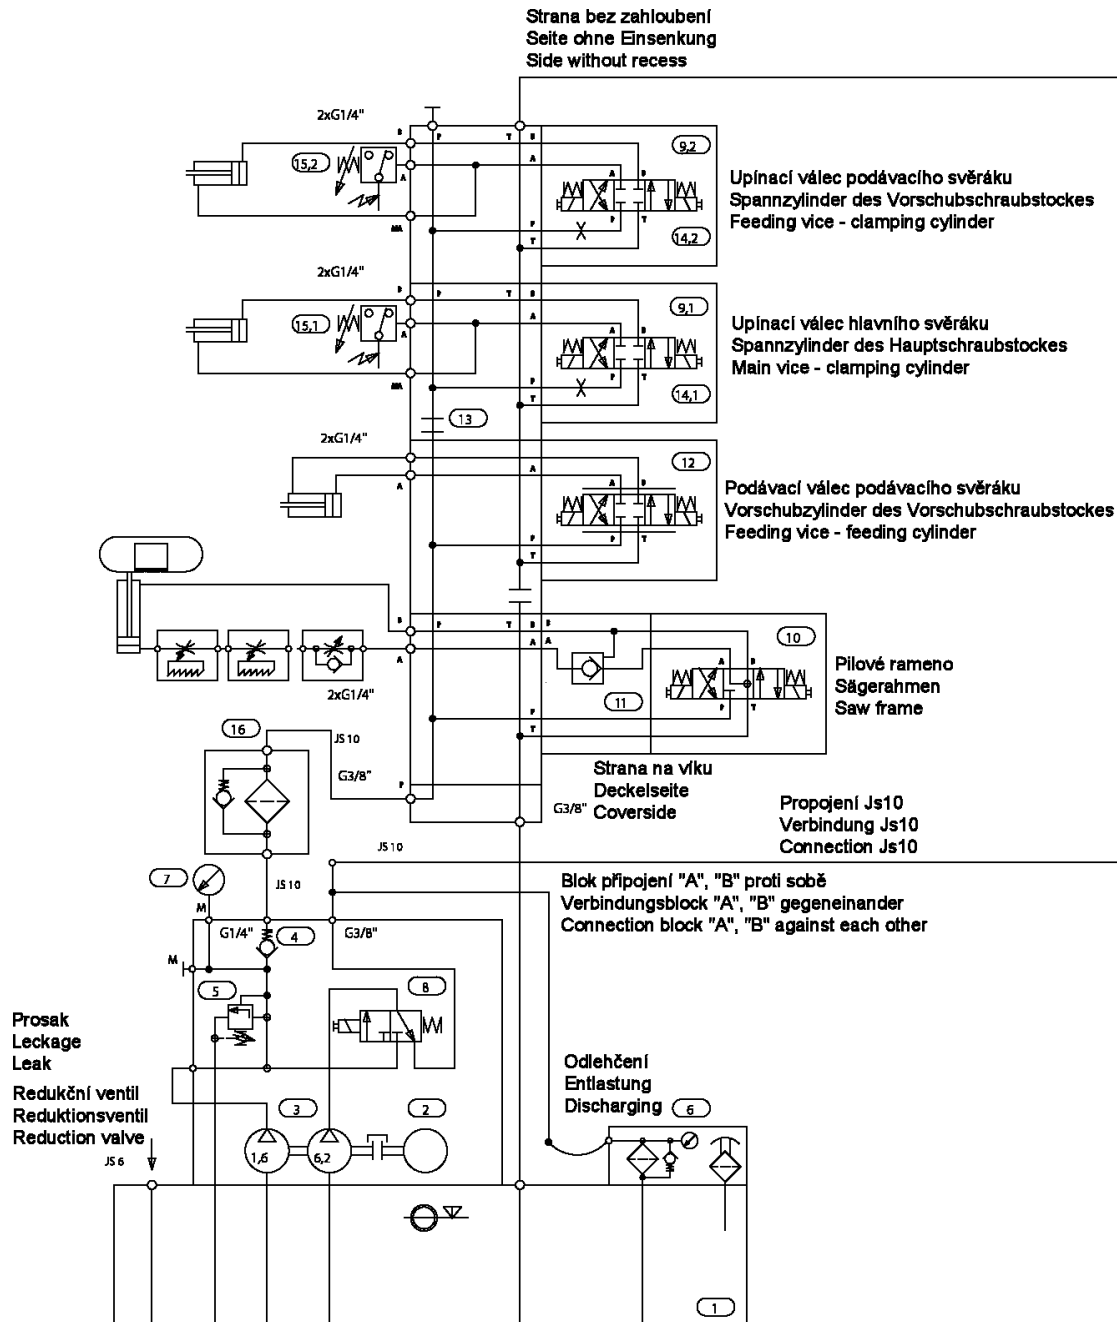 Strana bez zahloubení
Seite ohne Einsenkung
Side without recess
2xG1/4"
B
P
T
B
9,2
15,2
A
A
A
B
Upínací válec podávacího svěráku
Spannzylinder des Vorschubschraubstockes
Feeding vice - clamping cylinder
MA
P
T
P
T
14,2
2xG1/4"
B
P
T
B
9,1
15,1
A
A
A
B
Upínací válec hlavního svěráku
Spannzylinder des Hauptschraubstockes
Main vice - clamping cylinder
MA
P
T
P
T
14,1
13
2xG1/4"
12
A
A
A
B
Podávací válec podávacího svěráku
Vorschubzylinder des Vorschubschraubstockes
Feeding vice - feeding cylinder
P
T
P
T
B
P
T
B
B
10
A
A
A
A
B
Pilové rameno
Sägerahmen
Saw frame
2xG1/4"
11
P
T
P
T
16
JS 10
G3/8"
P
Strana na víku
Deckelseite
Coverside
G3/8"
Propojení Js10
Verbindung Js10
Connection Js10
JS 10
7
JS 10
Blok připojení "A", "B" proti sobě
Verbindungsblock "A", "B" gegeneinander
Connection block "A", "B" against each other
M
G1/4"
4
G3/8"
M
5
8
Prosak
Leckage
Leak
Redukční ventil
Reduktionsventil
Reduction valve
JS 6
Odlehčení
Entlastung
Discharging
6
3
2
1,6
6,2
1